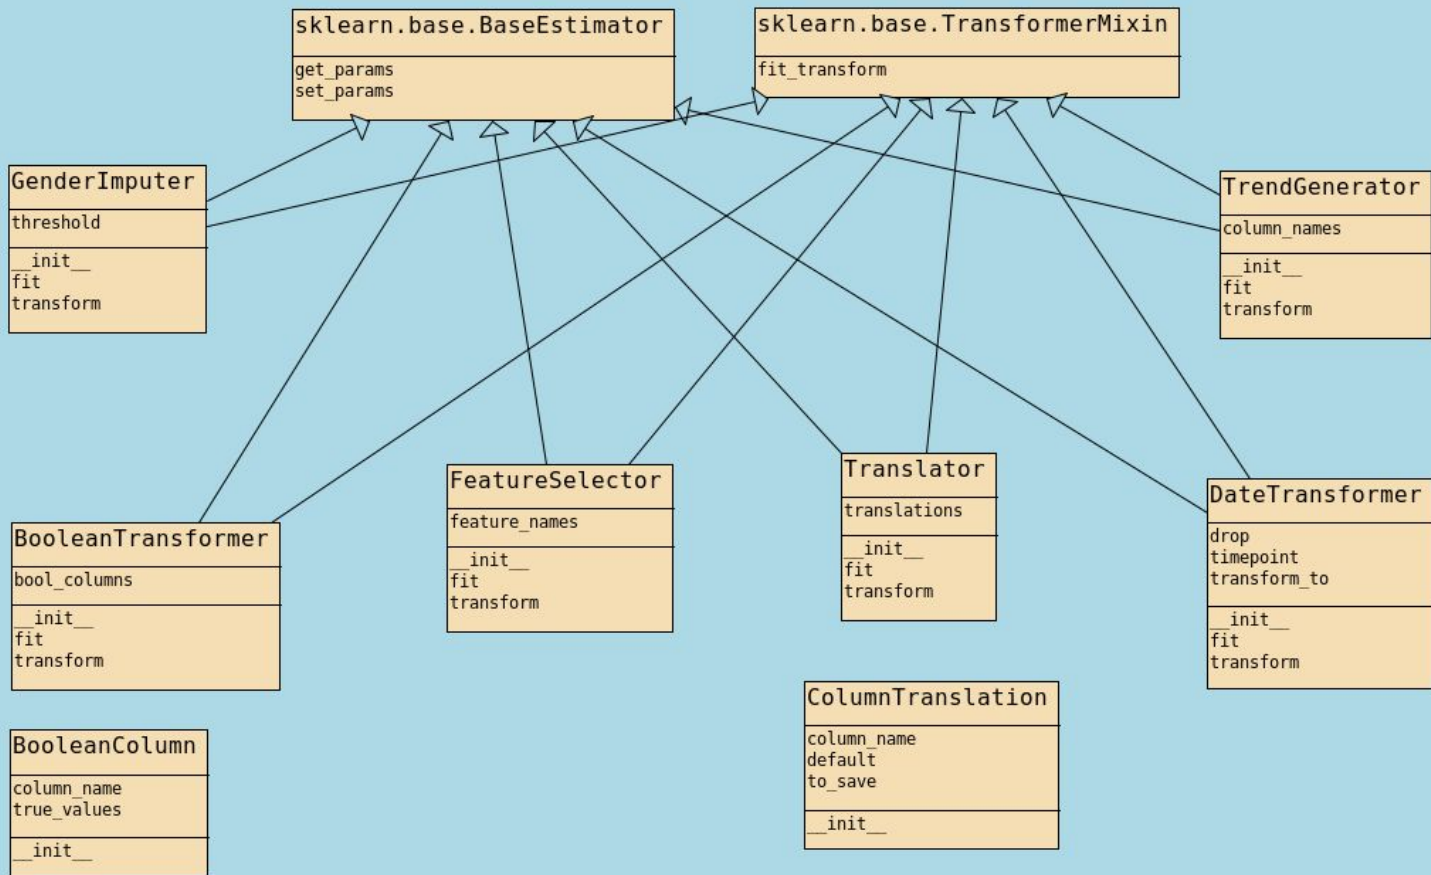 sklearn.base.BaseEstimator
get_params
set_params
sklearn.base.TransformerMixin
fit_transform
GenderImputer
threshold
__init__
fit
transform
TrendGenerator
column_names
__init__
fit
transform
BooleanTransformer
bool_columns
__init__
fit
transform
FeatureSelector
feature_names
__init__
fit
transform
Translator
translations
__init__
fit
transform
DateTransformer
drop
timepoint
transform_to
__init__
fit
transform
BooleanColumn
column_name
true_values
__init__
ColumnTranslation
column_name
default
to_save
__init__